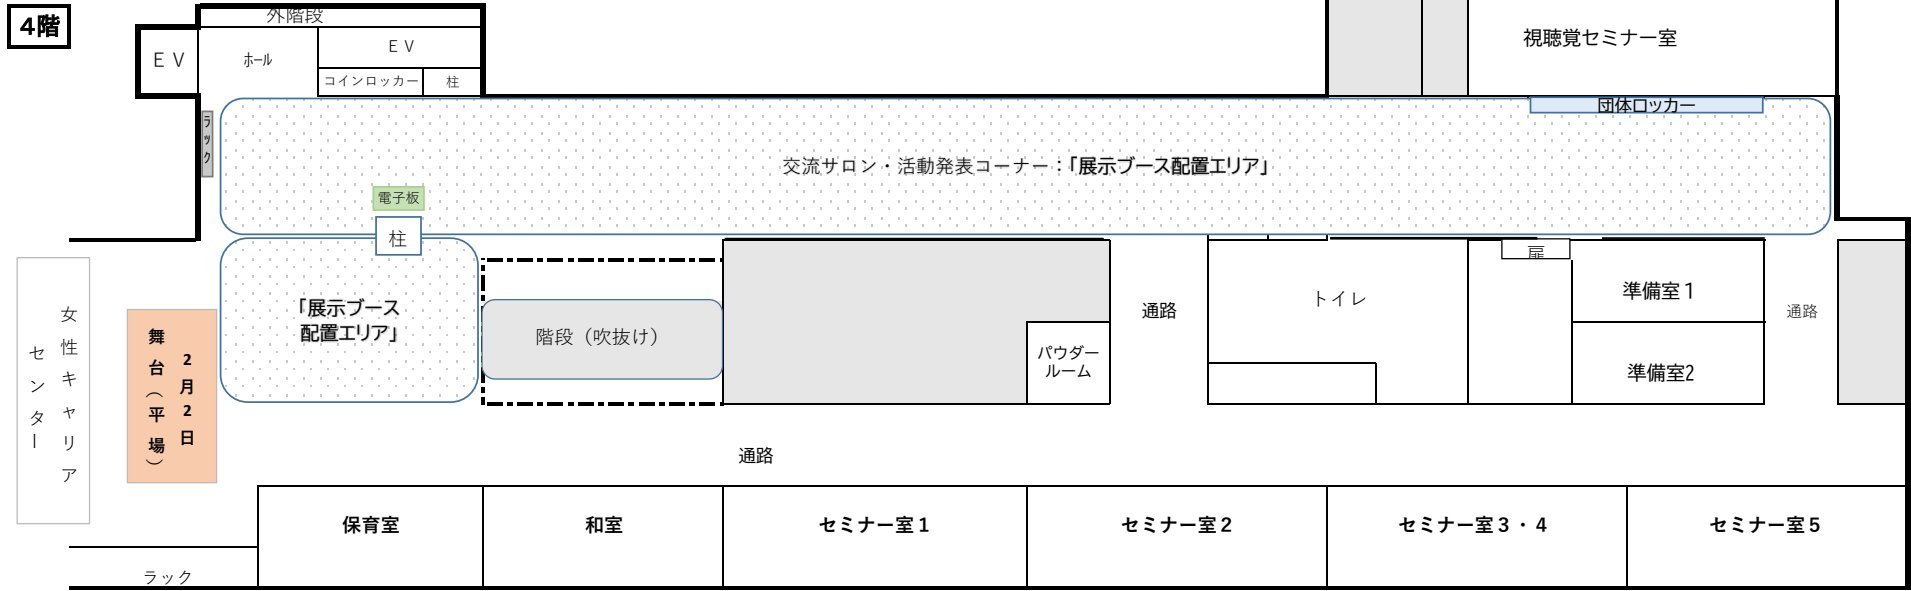 4階
外階段
ＥＶ
ホール
ＥＶ
コインロッカー
柱
視聴覚セミナー室
団体ロッカー
ラック
交流サロン・活動発表コーナー：「展示ブース配置エリア」
電子板
柱
「展示ブース
配置エリア」
階段（吹抜け）
パウダー
ルーム
通路
トイレ
扉
準備室１
準備室2
通路
女性キャリア
センター
2月2日
舞台（平場）
通路
保育室
和室
セミナー室１
セミナー室２
セミナー室３・４
セミナー室５
ラック